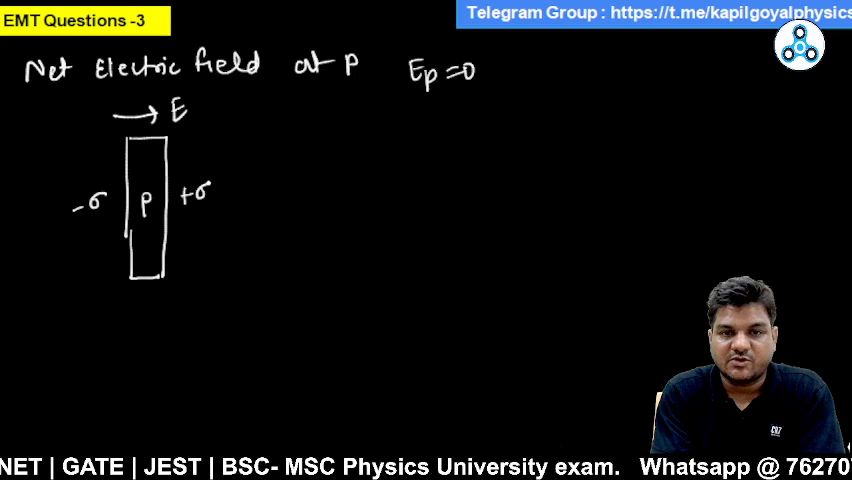 EMT Questions -3
Telegram Group : https://t.me/kapilgoyalphysics
Net Electric field at P Ep = 0
→ E
-σ P +σ
NET | GATE | JEST | BSC- MSC Physics University exam. Whatsapp @ 76270